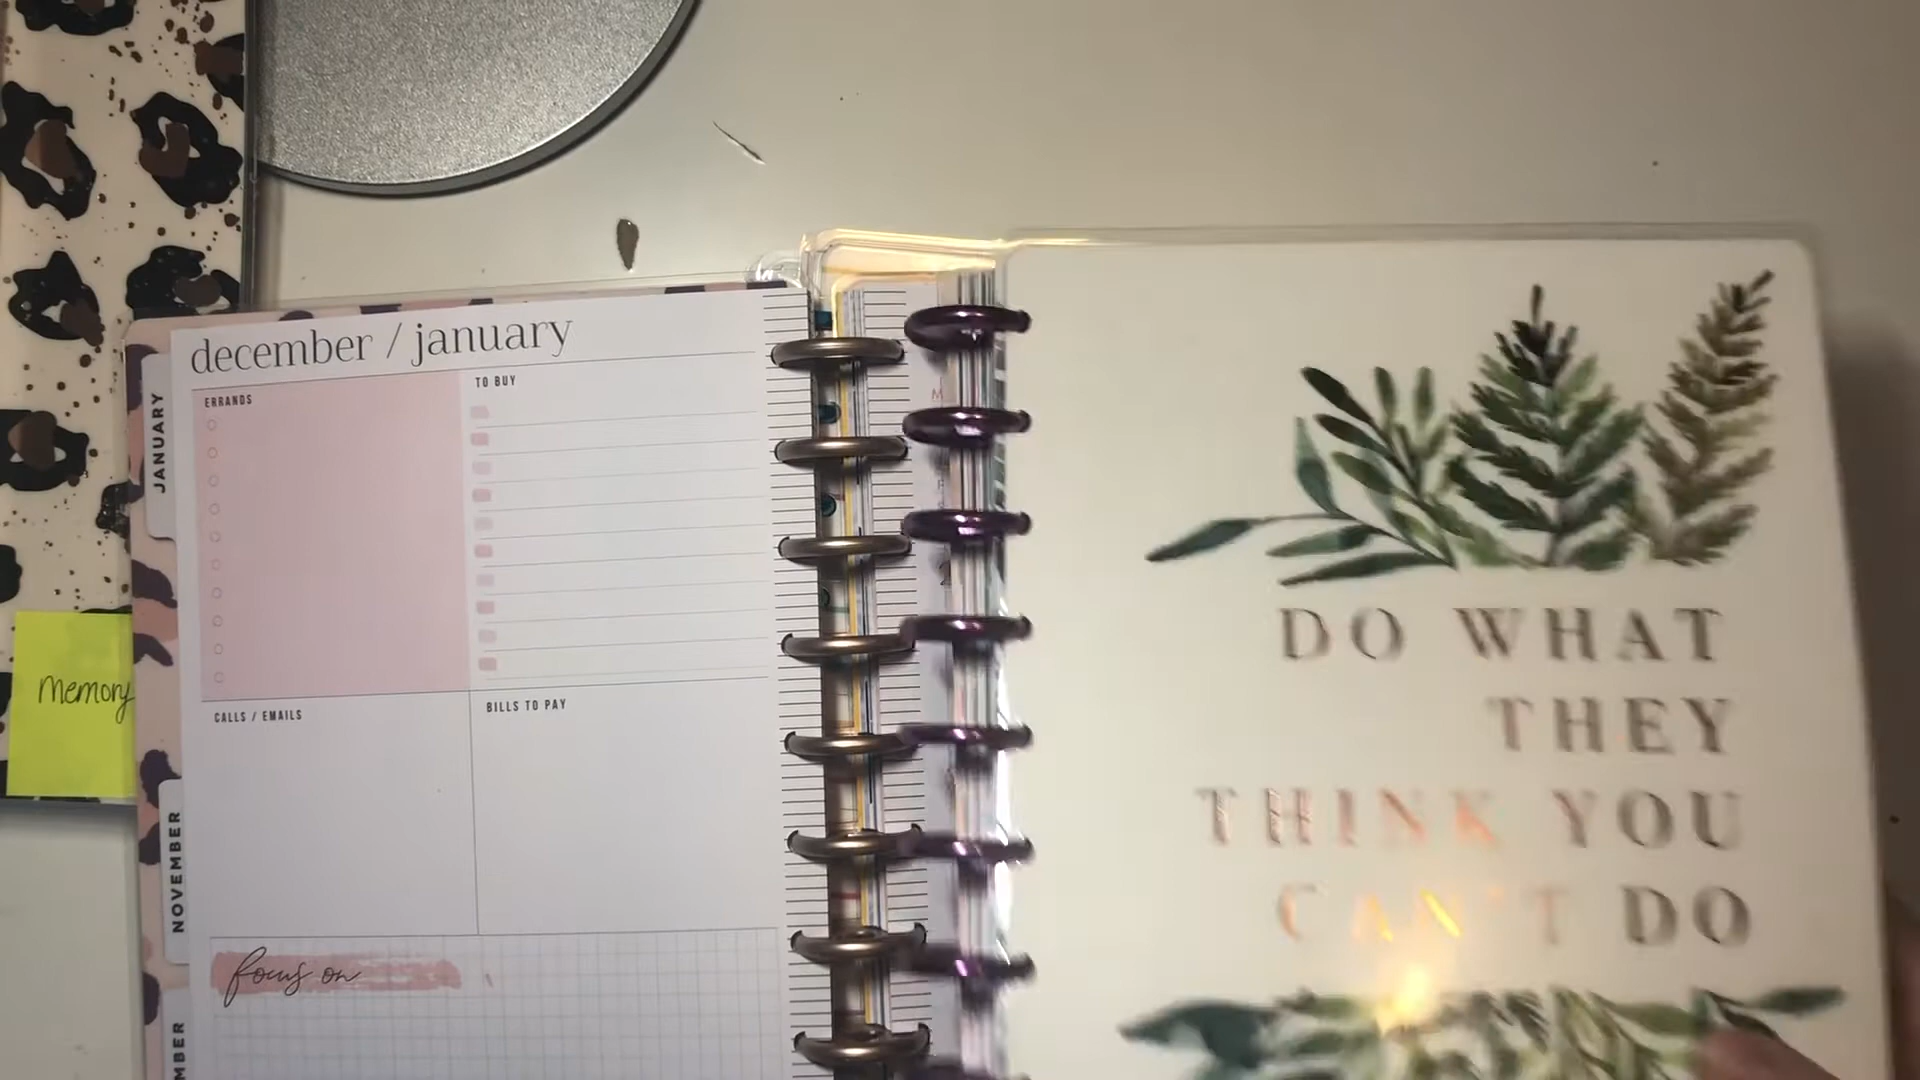 december / january
ERRANDS
TO BUY
CALLS / EMAILS
BILLS TO PAY
focus on
JANUARY
NOVEMBER
MBER
Memory
DO WHAT
THEY
THINK YOU
CAN'T DO